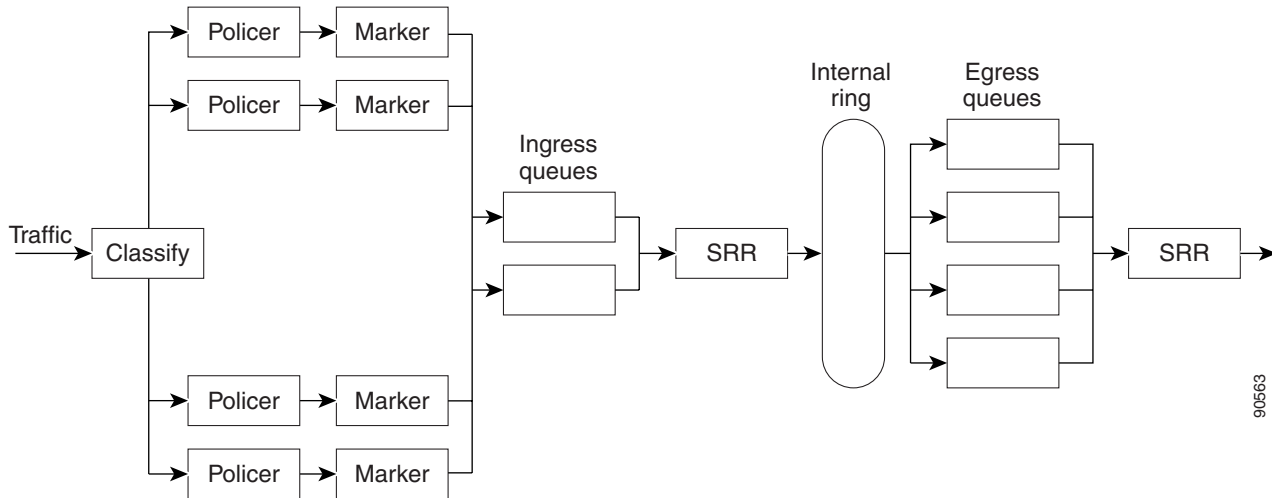 Policer
Marker
Policer
Marker
Internal
ring
Egress
queues
Ingress
queues
Traffic
Classify
SRR
SRR
Policer
Marker
Policer
Marker
90563